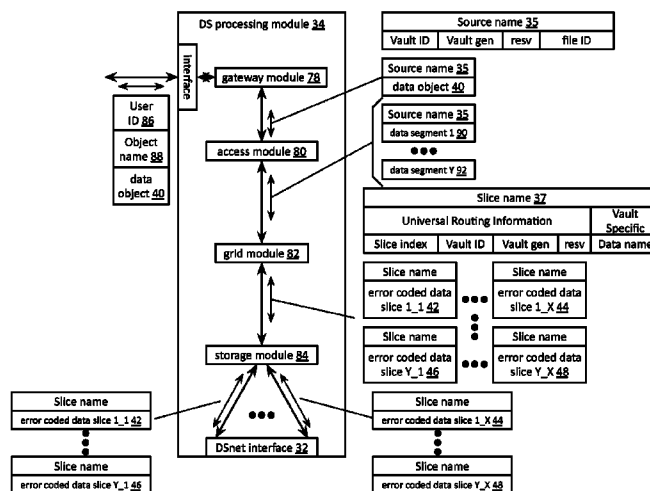 DS processing module 34
Interface
gateway module 78
access module 80
grid module 82
storage module 84
DSnet interface 32
User
ID 86
Object
name 88
data
object 40
Source name 35
Vault ID Vault gen resv file ID
Source name 35
data object 40
Source name 35
data segment 1 90
data segment Y 92
Slice name 37
Universal Routing Information
Vault
Specific
Slice index Vault ID Vault gen resv Data name
Slice name
error coded data
slice 1_1 42
Slice name
error coded data
slice 1_X 44
Slice name
error coded data
slice Y_1 46
Slice name
error coded data
slice Y_X 48
Slice name
error coded data slice 1_1 42
Slice name
error coded data slice Y_1 46
Slice name
error coded data slice 1_X 44
Slice name
error coded data slice Y_X 48